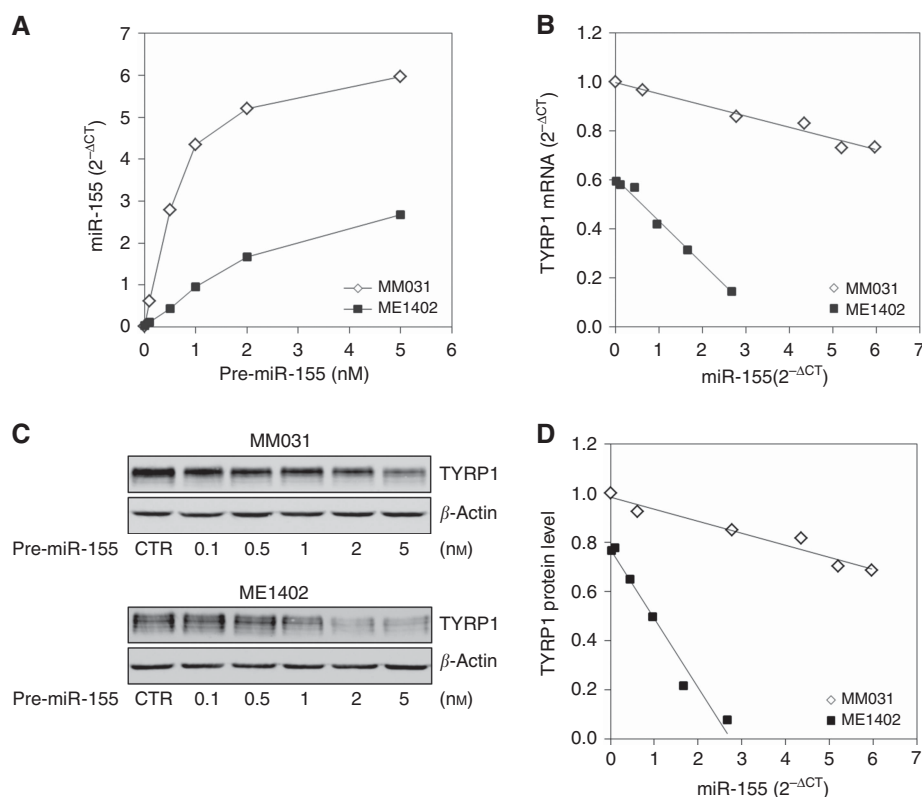 A
miR-155 (2^–ΔCT)
7
6
5
4
3
2
1
0
0 1 2 3 4 5 6
Pre-miR-155 (nM)
MM031
ME1402
B
TYRP1 mRNA (2^–ΔCT)
1.2
1.0
0.8
0.6
0.4
0.2
0.0
0 1 2 3 4 5 6 7
miR-155(2^–ΔCT)
MM031
ME1402
C
MM031
TYRP1
β-Actin
Pre-miR-155 CTR 0.1 0.5 1 2 5 (nM)
ME1402
TYRP1
β-Actin
Pre-miR-155 CTR 0.1 0.5 1 2 5 (nM)
D
TYRP1 protein level
1.2
1.0
0.8
0.6
0.4
0.2
0.0
0 1 2 3 4 5 6 7
miR-155 (2^–ΔCT)
MM031
ME1402